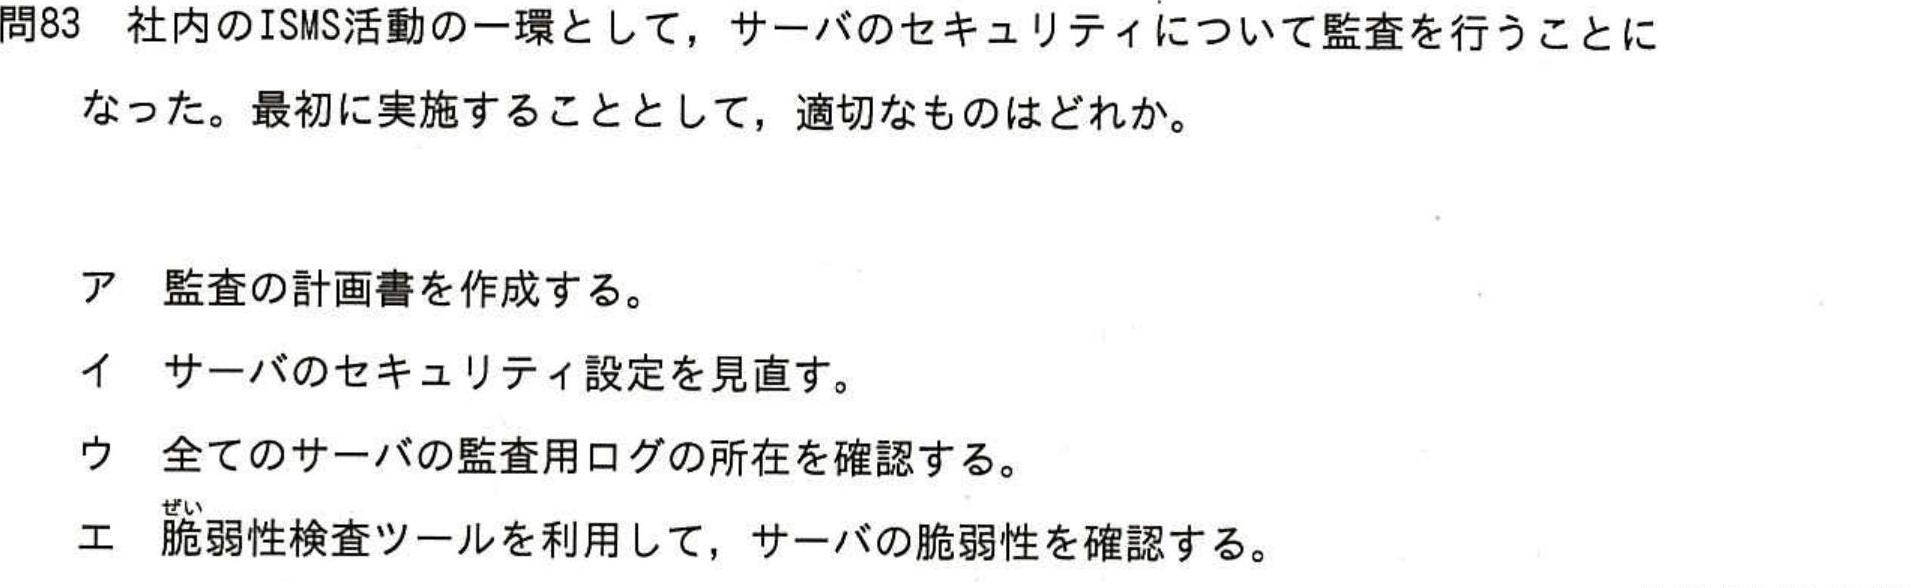 問83 社内のISMS活動の一環として，サーバのセキュリティについて監査を行うことに
なった。最初に実施することとして，適切なものはどれか。
ア 監査の計画書を作成する。
イ サーバのセキュリティ設定を見直す。
ウ 全てのサーバの監査用ログの所在を確認する。
ぜい
エ 脆弱性検査ツールを利用して，サーバの脆弱性を確認する。